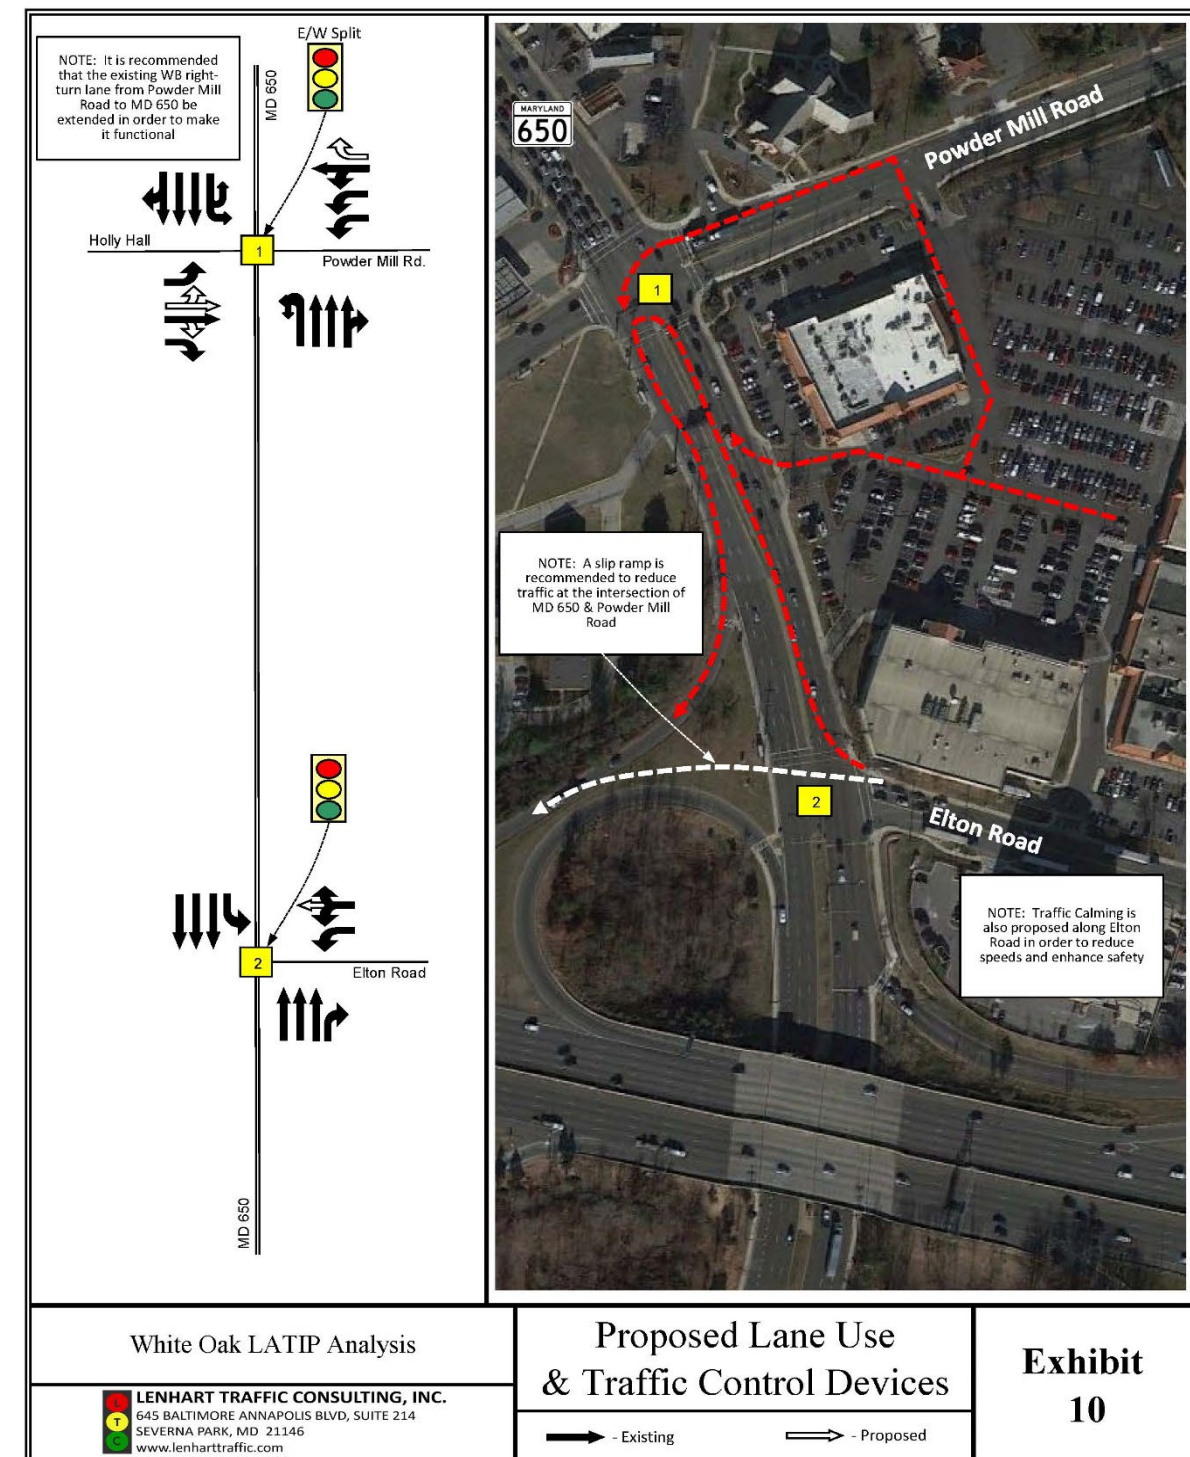 NOTE: It is recommended
that the existing WB right-
turn lane from Powder Mill
Road to MD 650 be
extended in order to make
it functional
E/W Split
MD 650
Holly Hall
1
Powder Mill Rd.
2
Elton Road
MD 650
MARYLAND
650
Powder Mill Road
1
NOTE: A slip ramp is
recommended to reduce
traffic at the intersection of
MD 650 & Powder Mill
Road
2
Elton Road
NOTE: Traffic Calming is
also proposed along Elton
Road in order to reduce
speeds and enhance safety
White Oak LATIP Analysis
L
T
C
LENHART TRAFFIC CONSULTING, INC.
645 BALTIMORE ANNAPOLIS BLVD, SUITE 214
SEVERNA PARK, MD 21146
www.lenharttraffic.com
Proposed Lane Use
& Traffic Control Devices
- Existing
- Proposed
Exhibit
10